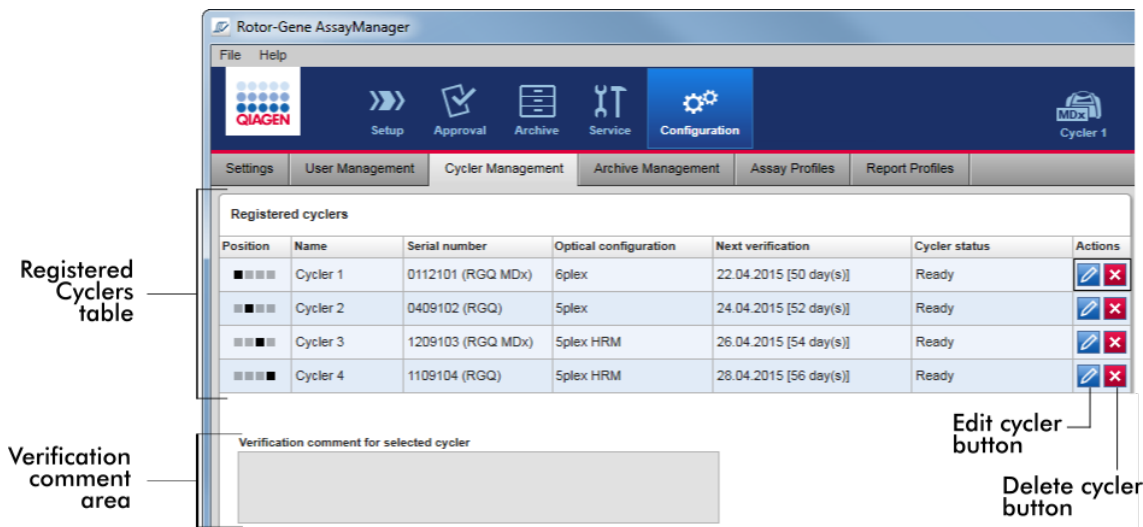 Rotor-Gene AssayManager
File Help
QIAGEN
Setup Approval Archive Service Configuration
MDx
Cycler 1
Settings User Management Cycler Management Archive Management Assay Profiles Report Profiles
Registered cyclers
Position Name Serial number Optical configuration Next verification Cycler status Actions
Cycler 1 0112101 (RGQ MDx) 6plex 22.04.2015 [50 day(s)] Ready
Cycler 2 0409102 (RGQ) 5plex 24.04.2015 [52 day(s)] Ready
Cycler 3 1209103 (RGQ MDx) 5plex HRM 26.04.2015 [54 day(s)] Ready
Cycler 4 1109104 (RGQ) 5plex HRM 28.04.2015 [56 day(s)] Ready
Registered
Cyclers
table
Edit cycler
button
Delete cycler
button
Verification comment for selected cycler
Verification
comment
area